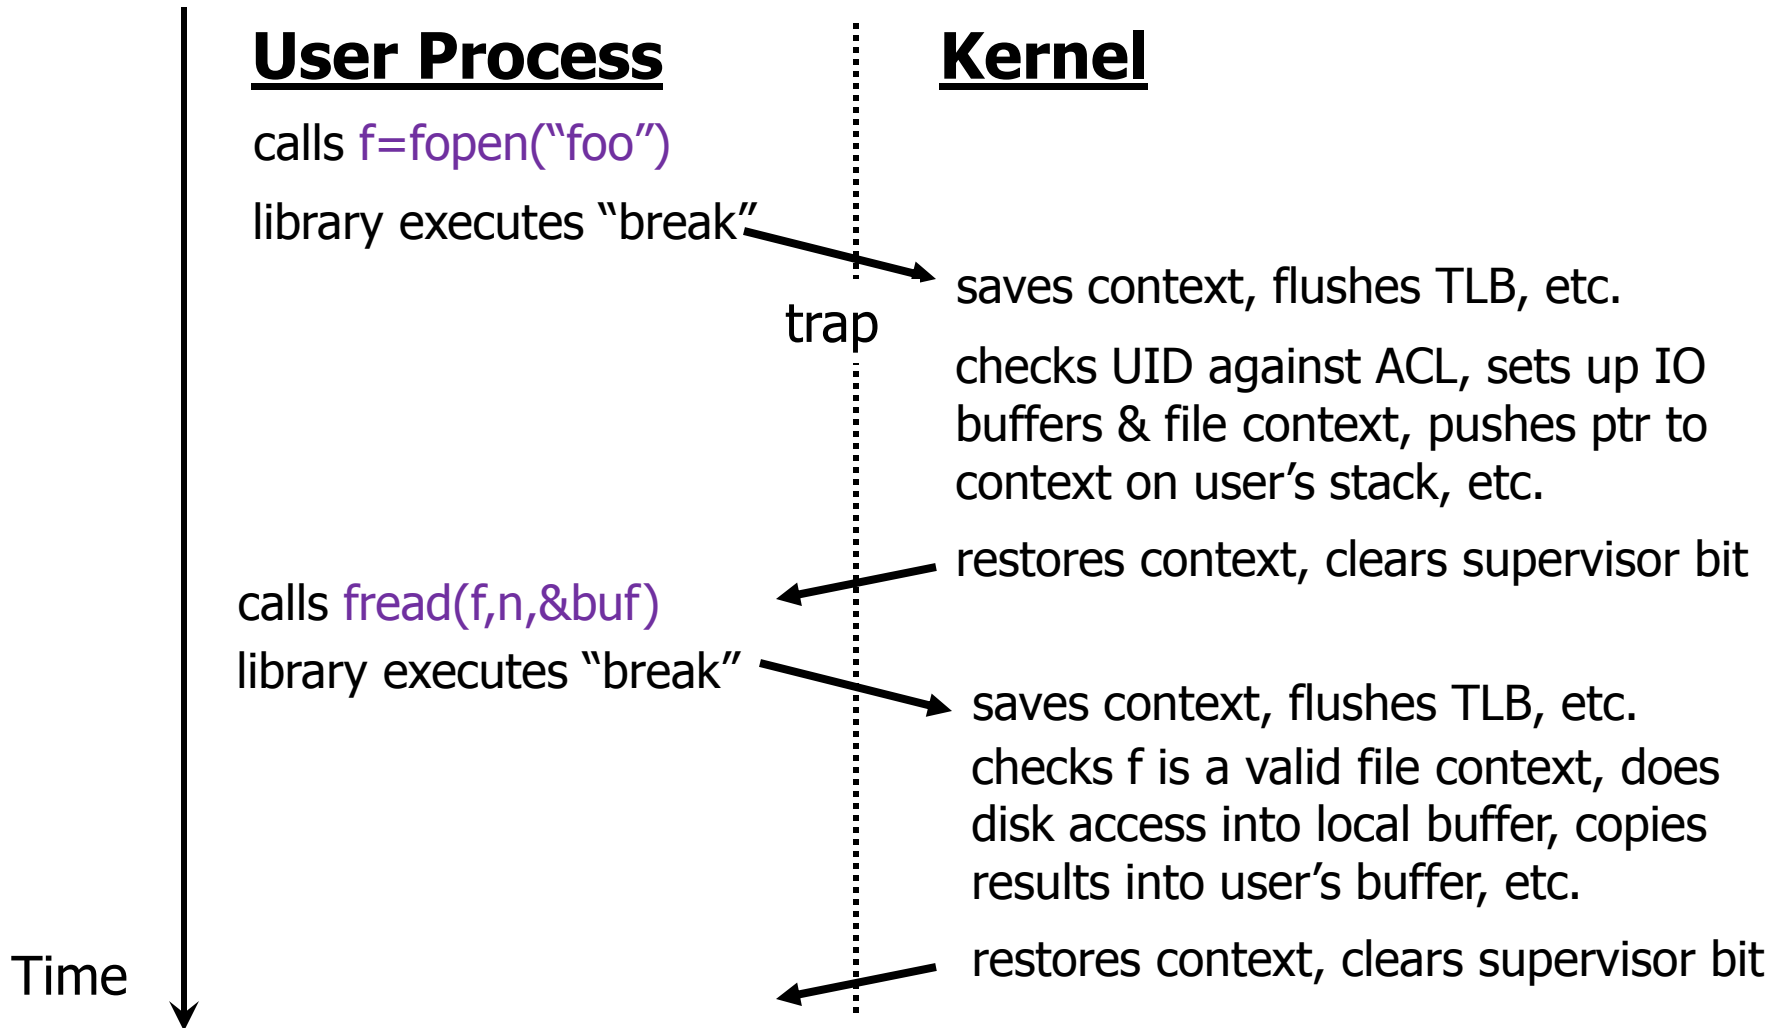 User Process
Kernel
calls f=fopen(“foo”)
library executes “break”
saves context, flushes TLB, etc.
trap
checks UID against ACL, sets up IO
buffers & file context, pushes ptr to
context on user’s stack, etc.
restores context, clears supervisor bit
calls fread(f,n,&buf)
library executes “break”
saves context, flushes TLB, etc.
checks f is a valid file context, does
disk access into local buffer, copies
results into user’s buffer, etc.
restores context, clears supervisor bit
Time